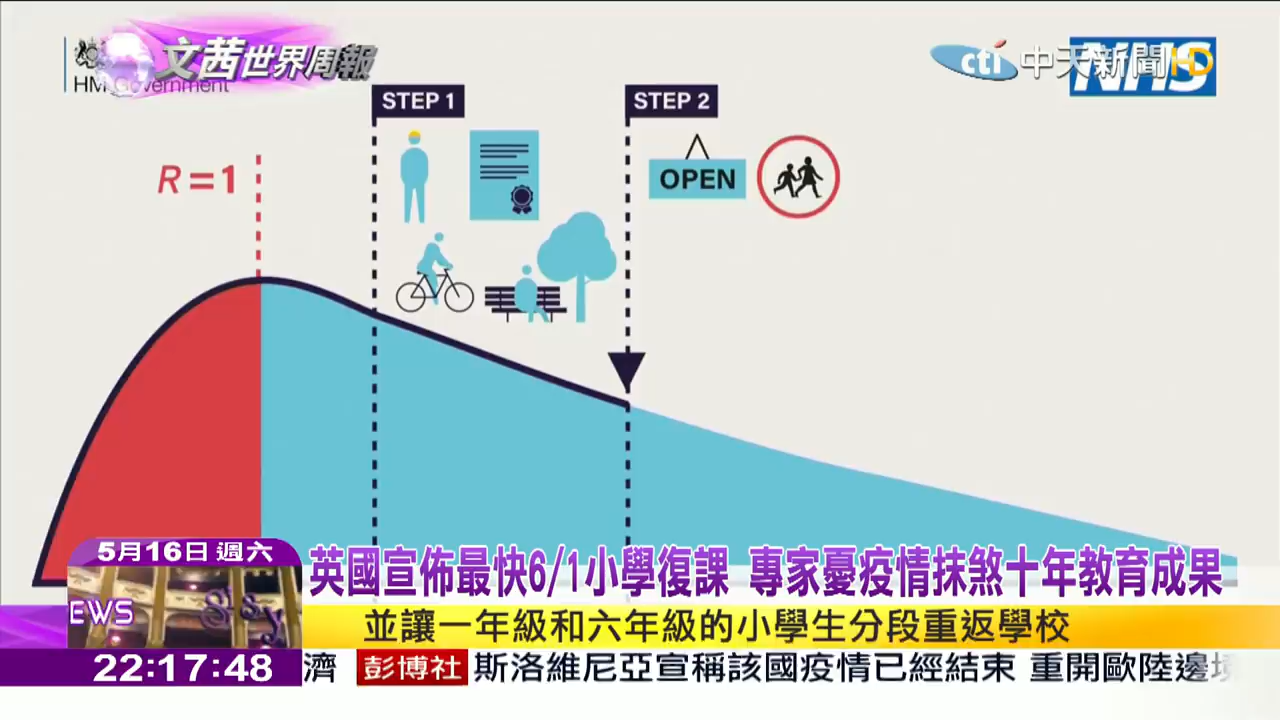 文茜世界周報
HM Government
cti 中天新聞HD
NHS
STEP 1
STEP 2
R=1
OPEN
5月16日 週六
英國宣佈最快6/1小學復課 專家憂疫情抹煞十年教育成果
EWS
並讓一年級和六年級的小學生分段重返學校
22:17:48
濟 彭博社 斯洛維尼亞宣稱該國疫情已經結束 重開歐陸邊境